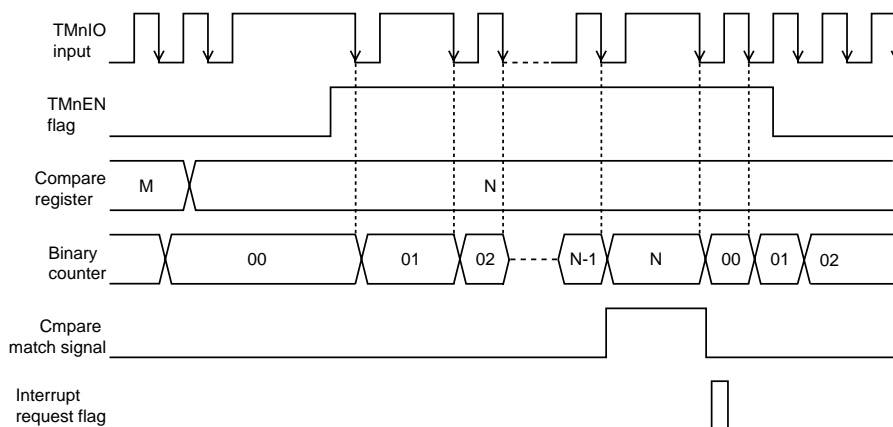 TMnIO
input
TMnEN
flag
Compare
register
M
N
Binary
counter
00
01
02
N-1
N
00
01
02
Cmpare
match signal
Interrupt
request flag